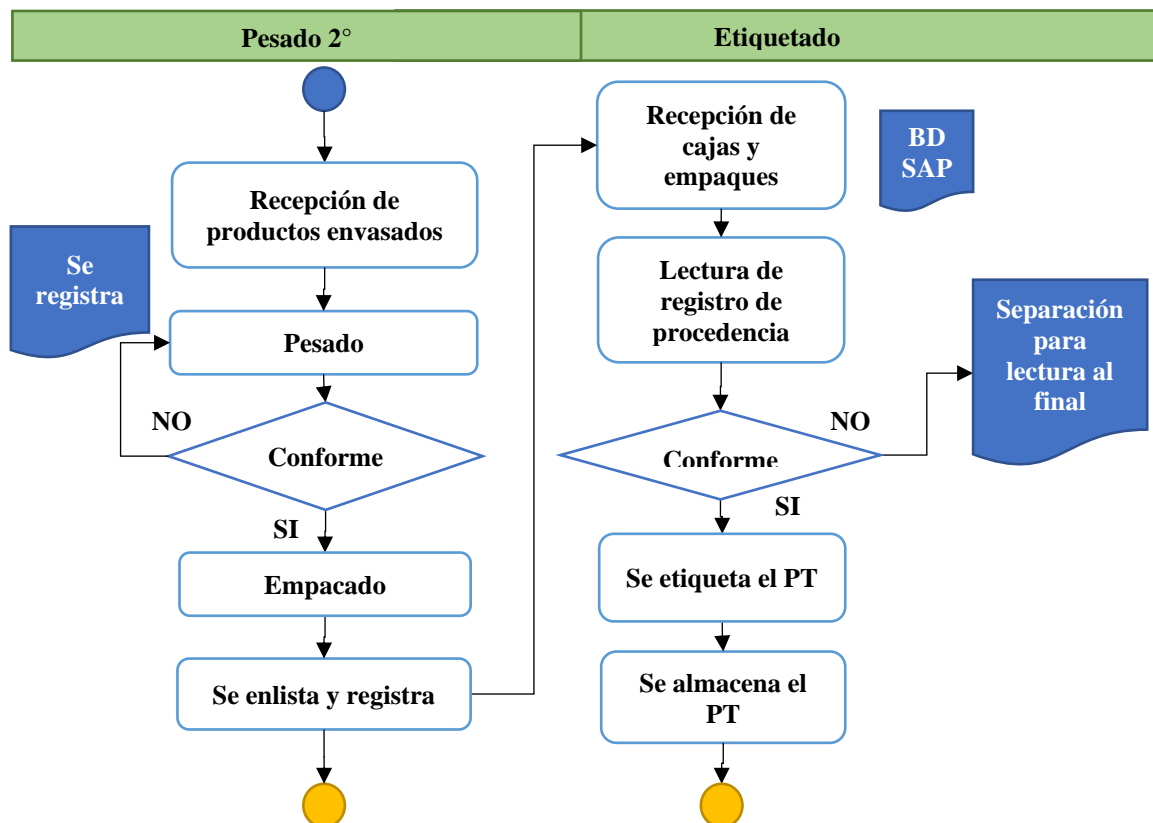 Pesado 2°
Etiquetado
Recepción de
productos envasados
Se
registra
Pesado
NO
Conforme
SI
Empacado
Se enlista y registra
Recepción de
cajas y
empaques
BD
SAP
Lectura de
registro de
procedencia
Separación
para
lectura al
final
NO
Conforme
SI
Se etiqueta el PT
Se almacena el
PT